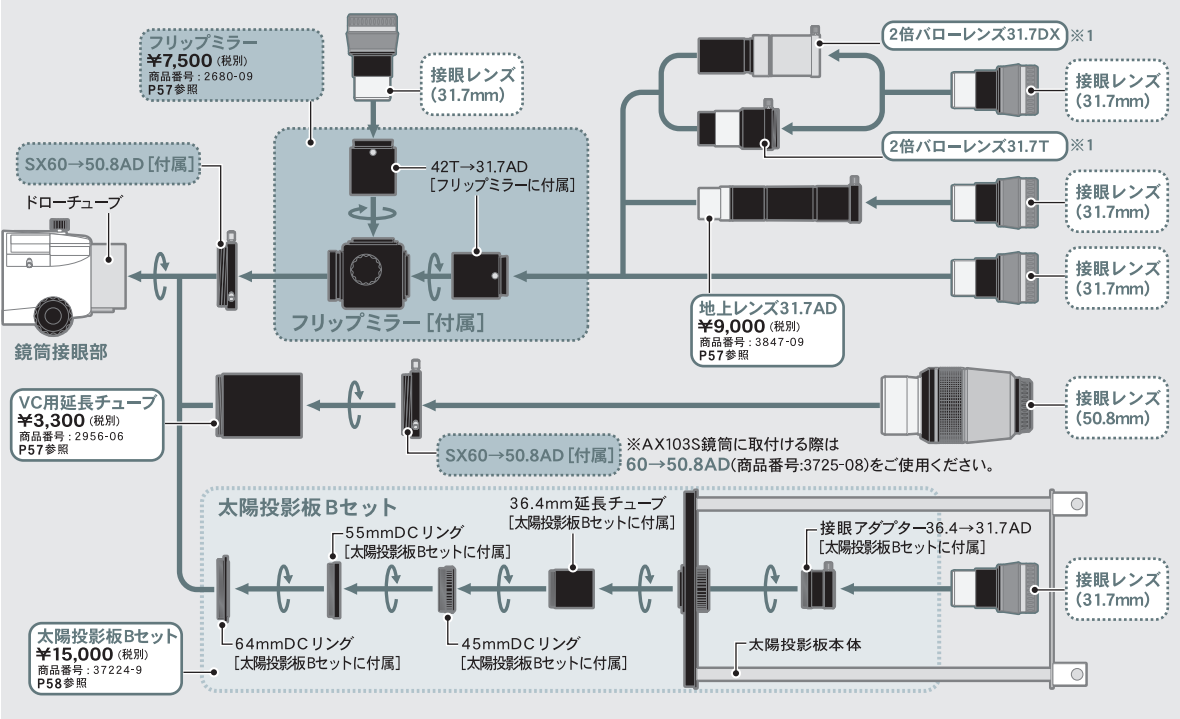 フリップミラー
¥7,500(税別)
商品番号：2680-09
P57参照
接眼レンズ
(31.7mm)
2倍バローレンズ31.7DX ※1
接眼レンズ
(31.7mm)
2倍バローレンズ31.7T ※1
SX60→50.8AD［付属］
ドローチューブ
42T→31.7AD
［フリップミラーに付属］
接眼レンズ
(31.7mm)
接眼レンズ
(31.7mm)
フリップミラー［付属］
地上レンズ31.7AD
¥9,000(税別)
商品番号：3847-09
P57参照
鏡筒接眼部
VC用延長チューブ
¥3,300(税別)
商品番号：2956-06
P57参照
接眼レンズ
(50.8mm)
SX60→50.8AD［付属］
※AX103S鏡筒に取付ける際は
60→50.8AD(商品番号:3725-08)をご使用ください。
太陽投影板Bセット
36.4mm延長チューブ
［太陽投影板Bセットに付属］
55mmDCリング
［太陽投影板Bセットに付属］
接眼アダプター36.4→31.7AD
［太陽投影板Bセットに付属］
接眼レンズ
(31.7mm)
太陽投影板Bセット
¥15,000(税別)
商品番号：37224-9
P58参照
64mmDCリング
［太陽投影板Bセットに付属］
45mmDCリング
［太陽投影板Bセットに付属］
太陽投影板本体